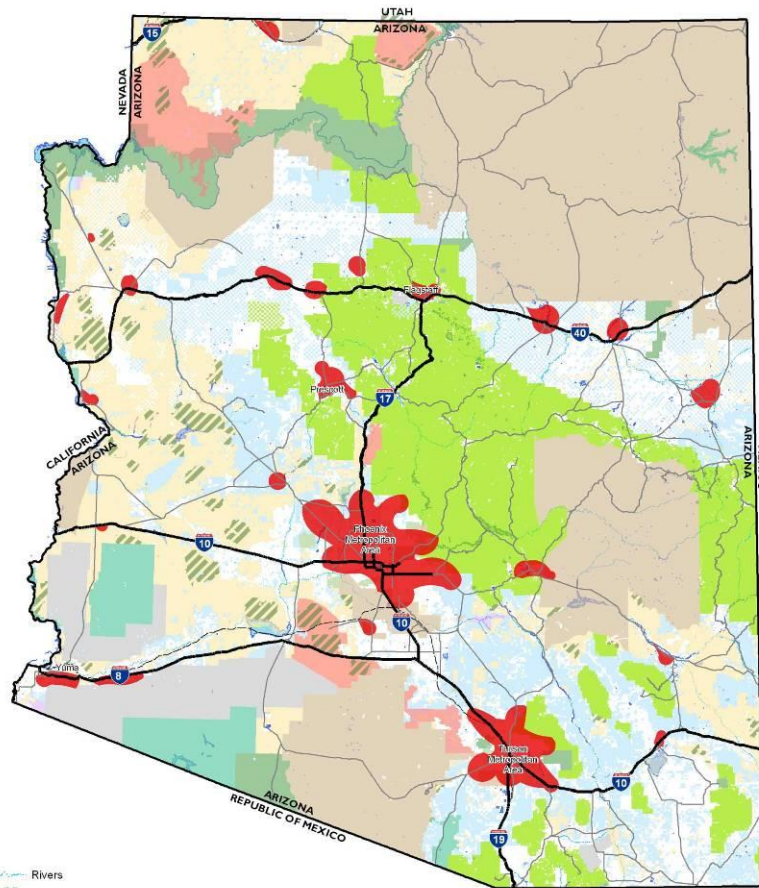 UTAH
ARIZONA
15
NEVADA
ARIZONA
Flagstaff
40
Prescott
17
CALIFORNIA
ARIZONA
ARIZONA
Phoenix
Metropolitan
Area
10
10
Yuma
8
Tucson
Metropolitan
Area
10
ARIZONA
REPUBLIC OF MEXICO
19
Rivers